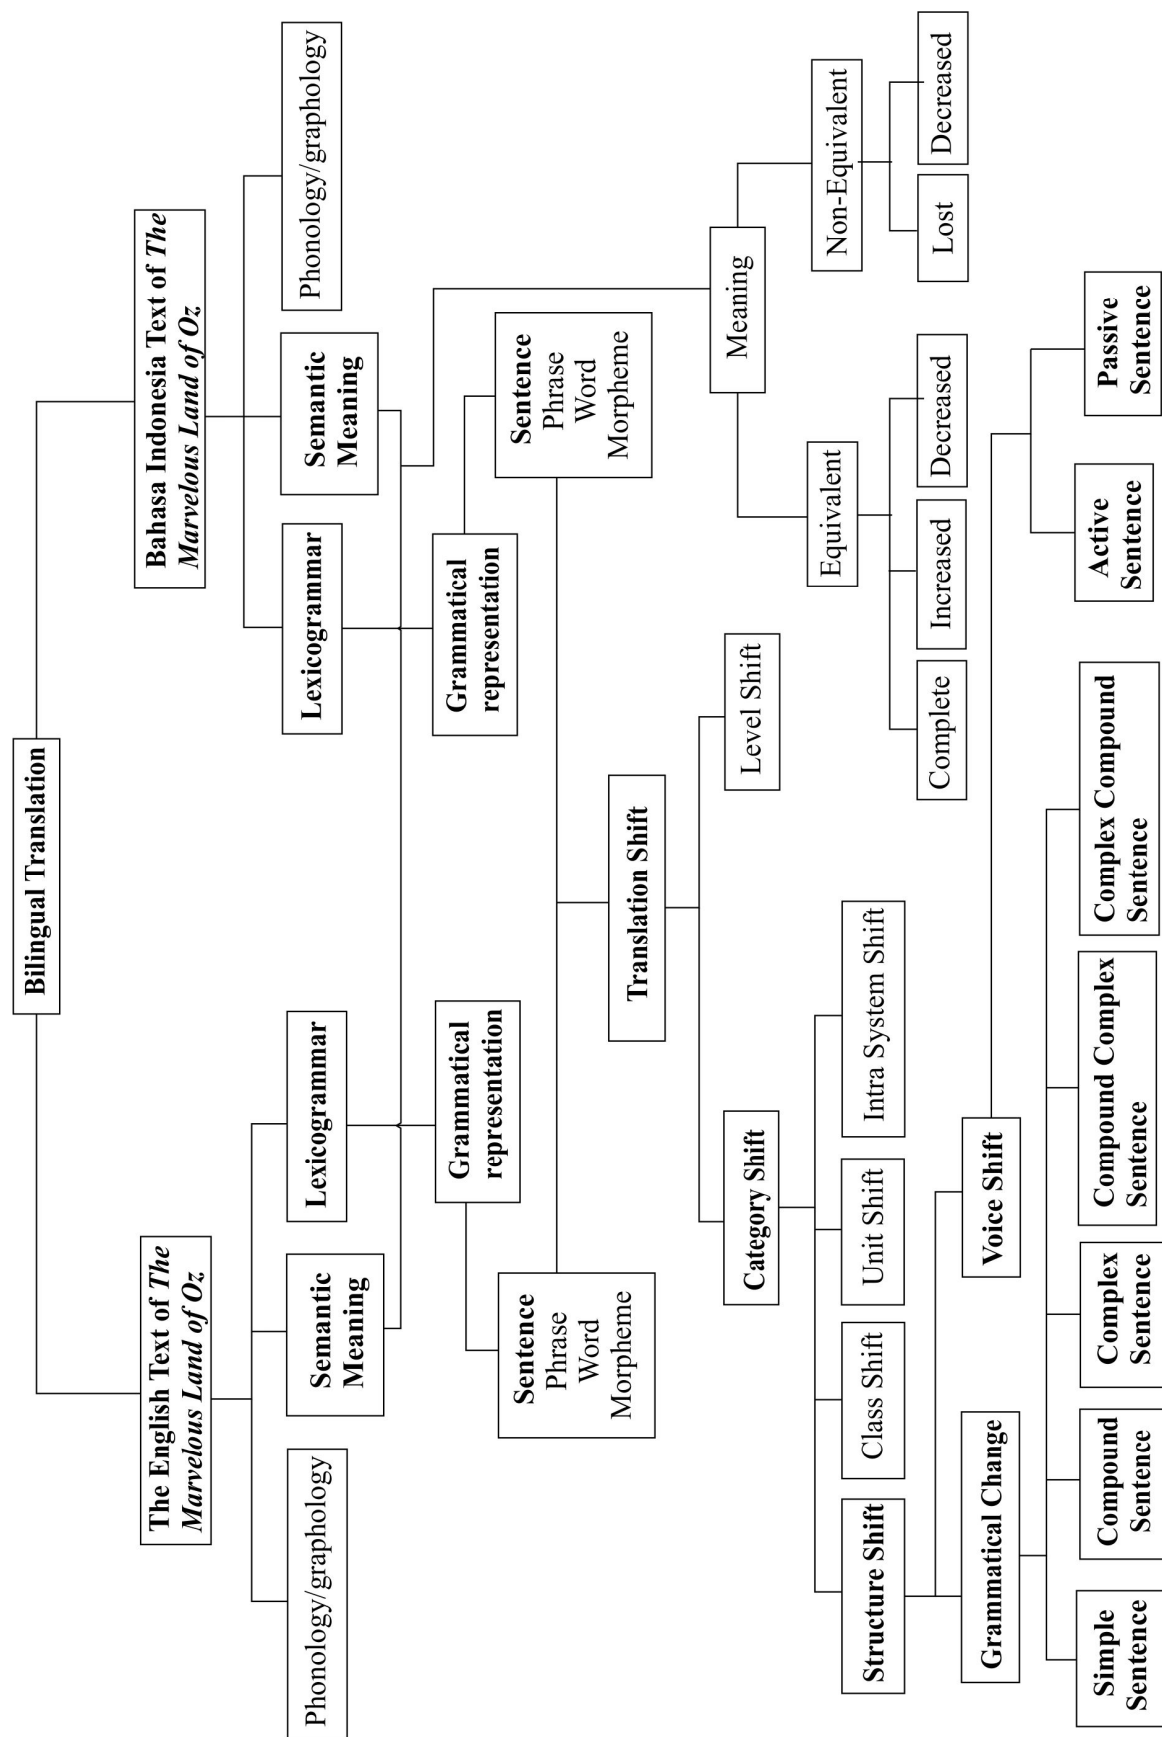 Bilingual Translation
The English Text of The
Marvelous Land of Oz
Bahasa Indonesia Text of The
Marvelous Land of Oz
Phonology/graphology
Semantic
Meaning
Lexicogrammar
Lexicogrammar
Semantic
Meaning
Phonology/graphology
Grammatical
representation
Grammatical
representation
Sentence
Phrase
Word
Morpheme
Sentence
Phrase
Word
Morpheme
Translation Shift
Meaning
Category Shift
Level Shift
Equivalent
Non-Equivalent
Structure Shift
Class Shift
Unit Shift
Intra System Shift
Complete
Increased
Decreased
Lost
Decreased
Grammatical Change
Voice Shift
Simple
Sentence
Compound
Sentence
Complex
Sentence
Compound Complex
Sentence
Complex Compound
Sentence
Active
Sentence
Passive
Sentence